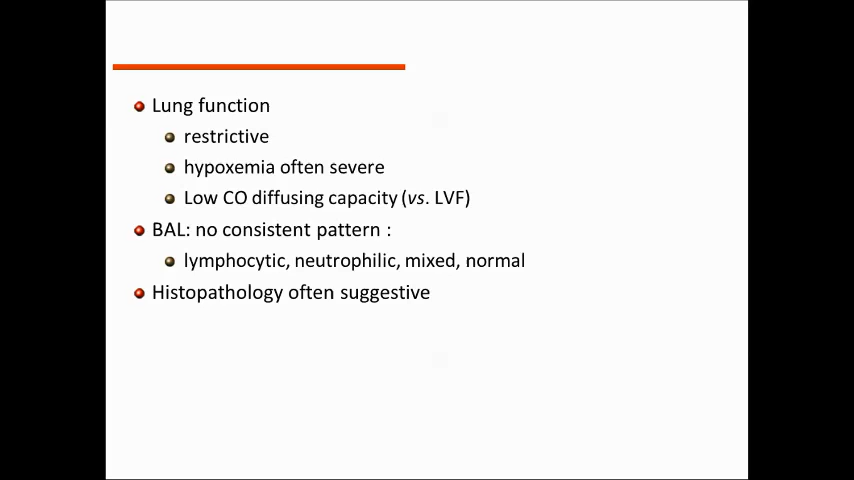 Lung function
restrictive
hypoxemia often severe
Low CO diffusing capacity (vs. LVF)
BAL: no consistent pattern :
lymphocytic, neutrophilic, mixed, normal
Histopathology often suggestive